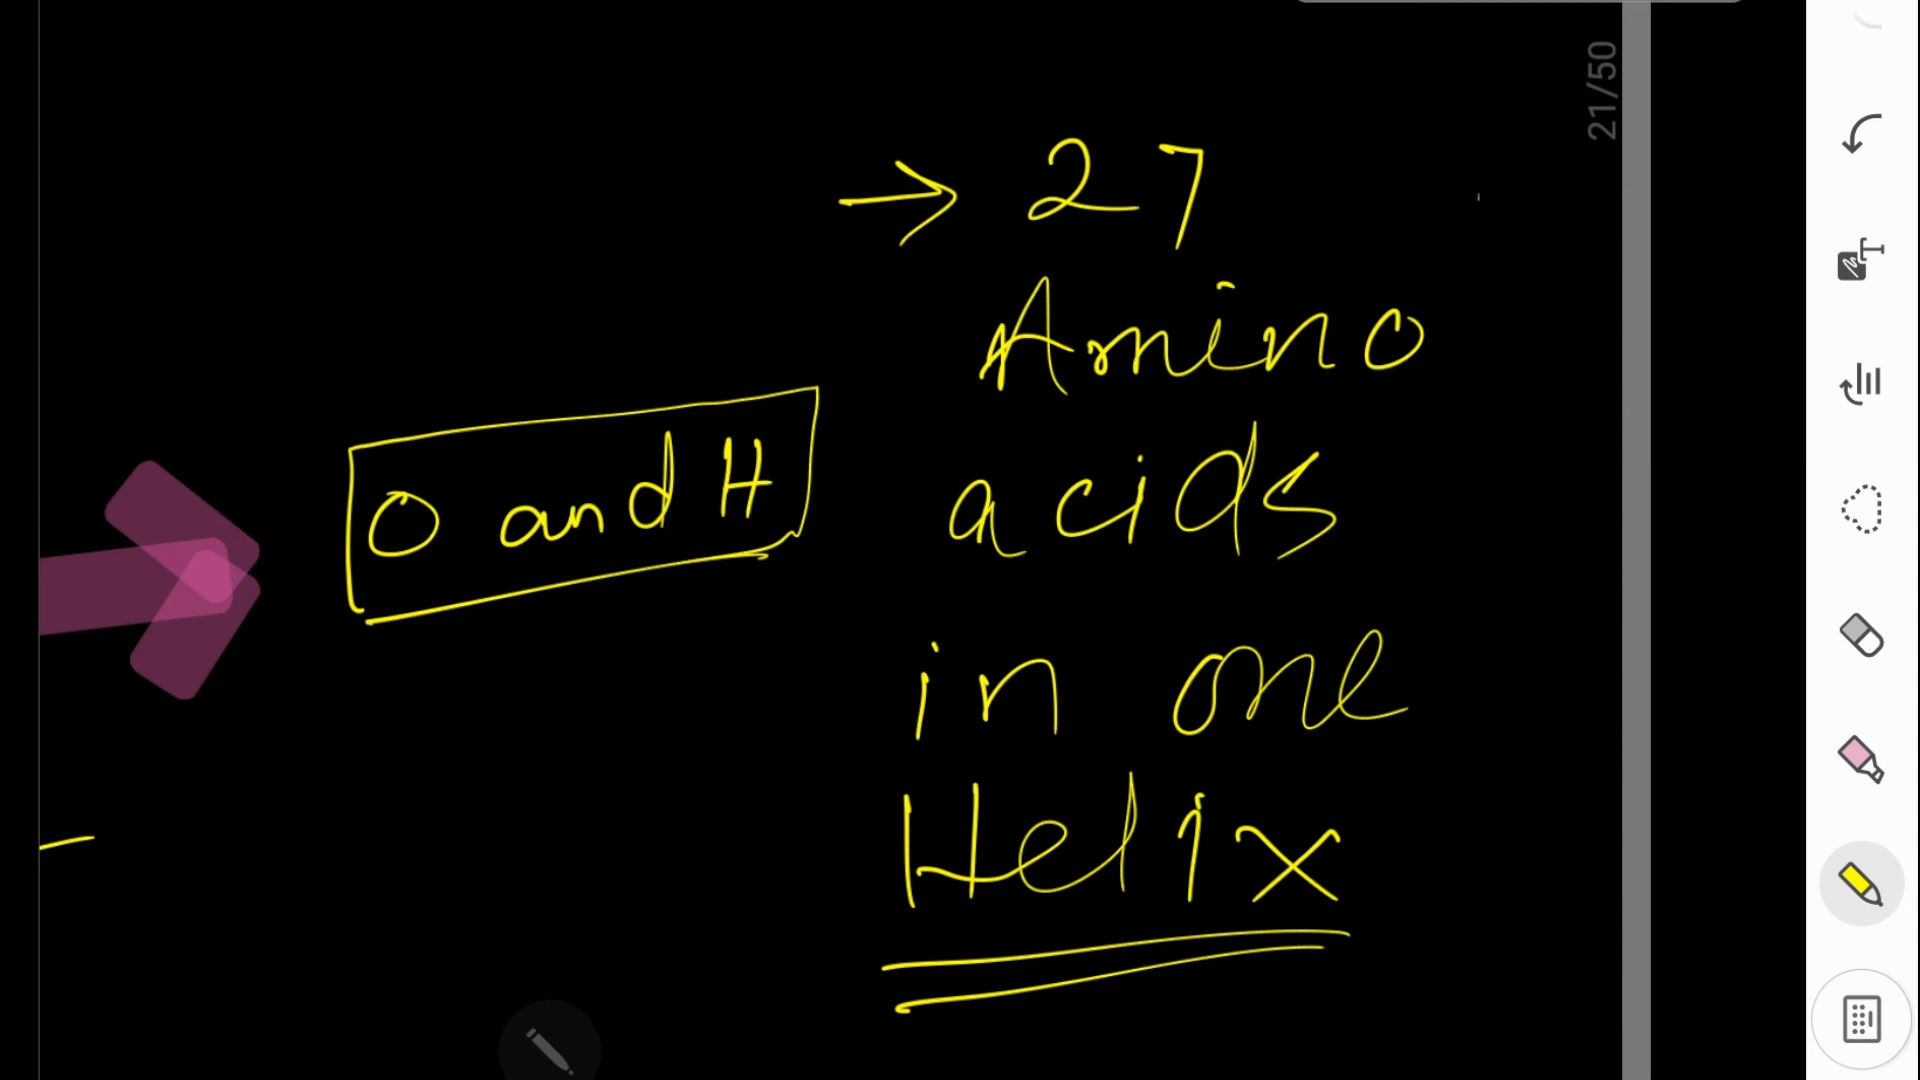 21/50
→ 27
Amino
O and H
acids
in one
Helix